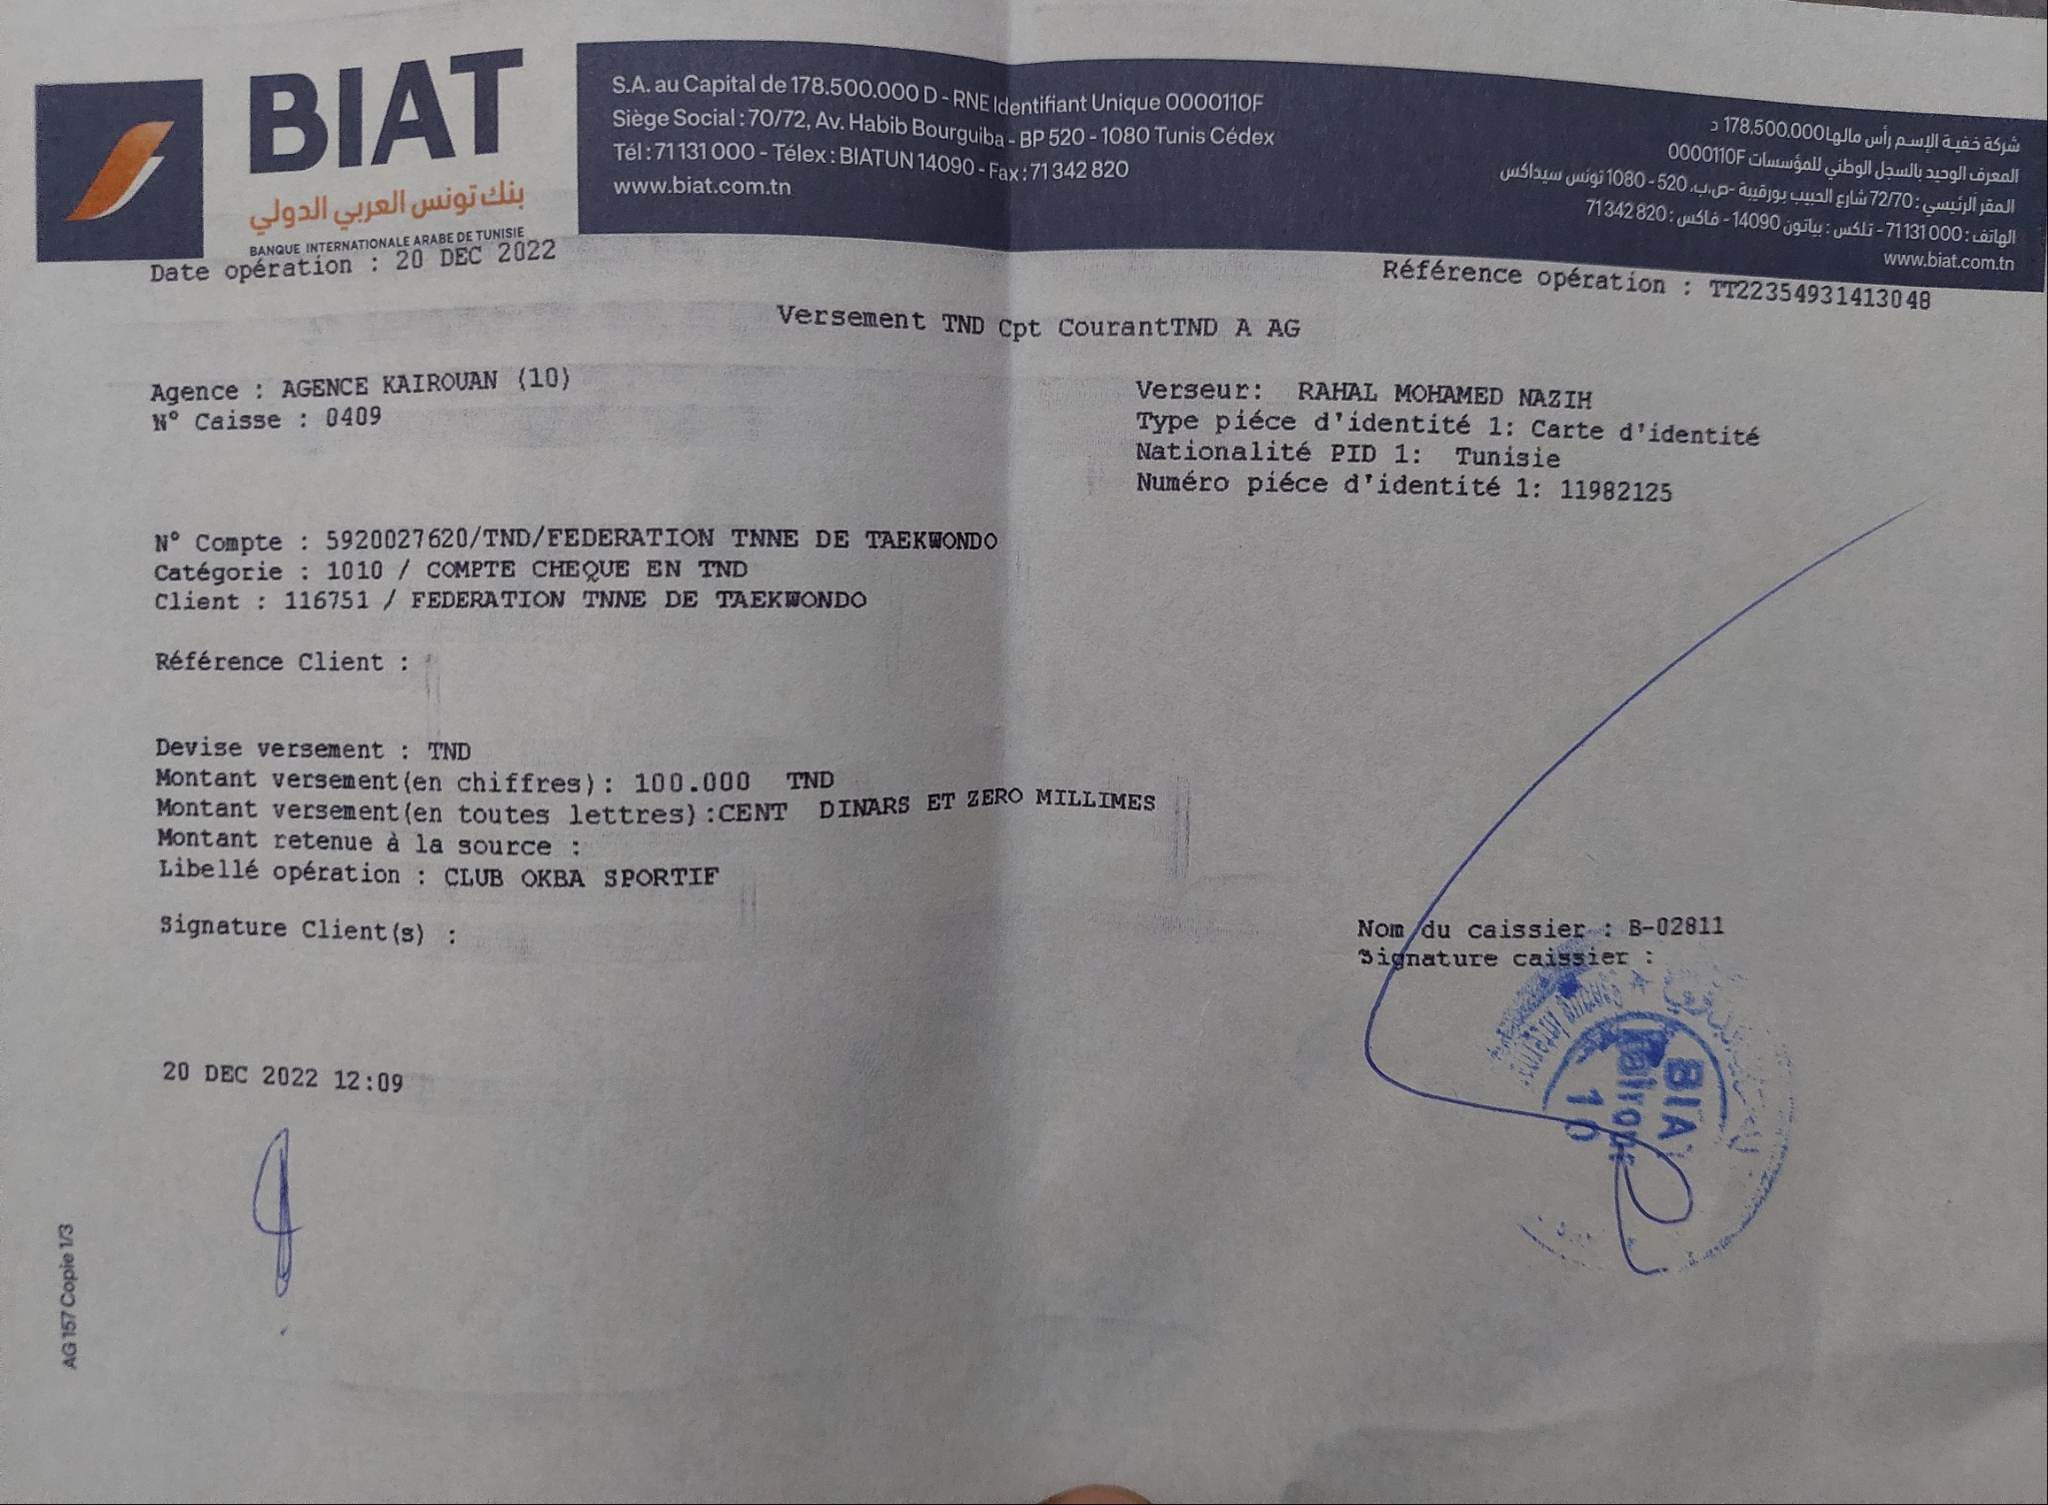 BIAT
بنك تونس العربي الدولي
BANQUE INTERNATIONALE ARABE DE TUNISIE
S.A. au Capital de 178.500.000 D - RNE Identifiant Unique 0000110F
Siège Social : 70/72, Av. Habib Bourguiba - BP 520 - 1080 Tunis Cédex
Tél : 71 131 000 - Télex : BIATUN 14090 - Fax : 71 342 820
www.biat.com.tn
شركة خفية الإسم رأس مالها 178.500.000 د
المعرف الوحيد بالسجل الوطني للمؤسسات 0000110F
المقر الرئيسي : 72/70 شارع الحبيب بورقيبة -ص.ب. 520 - 1080 تونس سيداكس
الهاتف : 71 131 000 - تلكس : بياتون 14090 - فاكس : 71 342 820
www.biat.com.tn
Date opération : 20 DEC 2022
Référence opération : TT22354931413048
Versement TND Cpt CourantTND A AG
Agence : AGENCE KAIROUAN (10)
N° Caisse : 0409
Verseur: RAHAL MOHAMED NAZIH
Type piéce d'identité 1: Carte d'identité
Nationalité PID 1: Tunisie
Numéro piéce d'identité 1: 11982125
N° Compte : 5920027620/TND/FEDERATION TNNE DE TAEKWONDO
Catégorie : 1010 / COMPTE CHEQUE EN TND
Client : 116751 / FEDERATION TNNE DE TAEKWONDO
Référence Client :
Devise versement : TND
Montant versement(en chiffres): 100.000 TND
Montant versement(en toutes lettres):CENT DINARS ET ZERO MILLIMES
Montant retenue à la source :
Libellé opération : CLUB OKBA SPORTIF
Signature Client(s) :
Nom du caissier : B-02811
Signature caissier :
BIAT
10
20 DEC 2022 12:09
AG 157 Copie 1/3